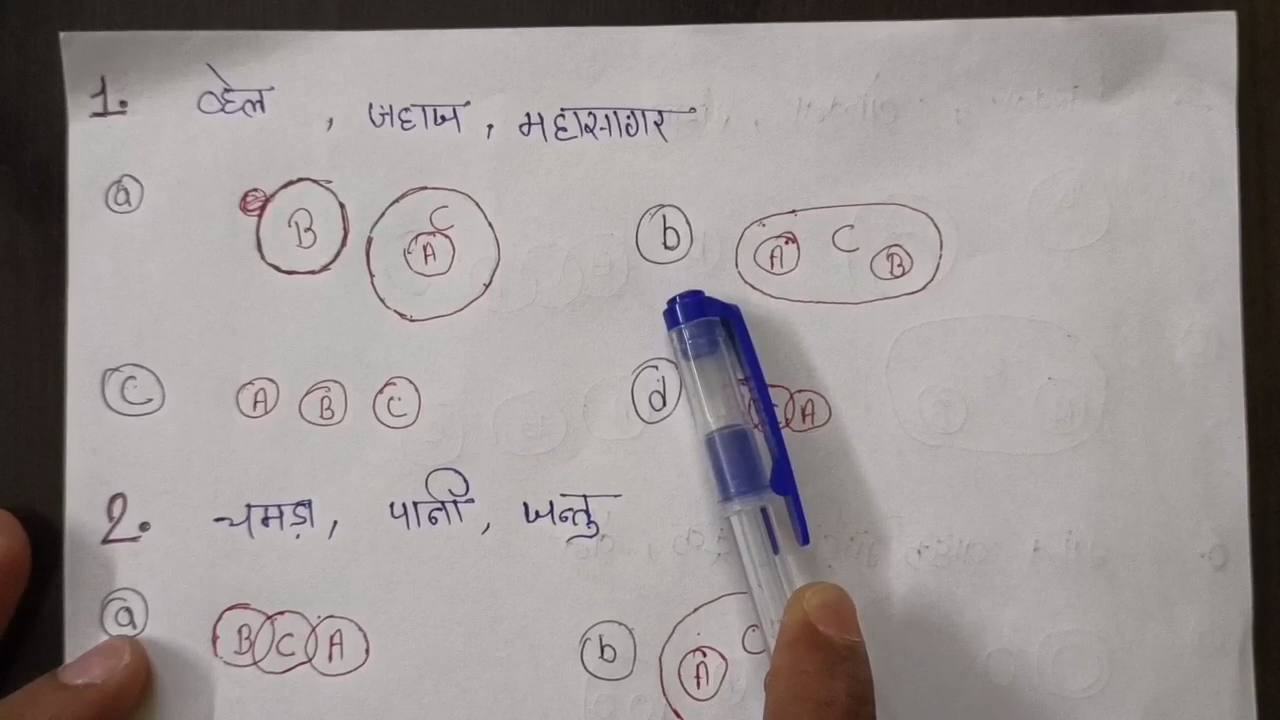 1. व्हेल , जहाज , महासागर
a B C A b A C B
c A B C d A
2. चमड़ा , पानी , जन्तु
a B C A b A C